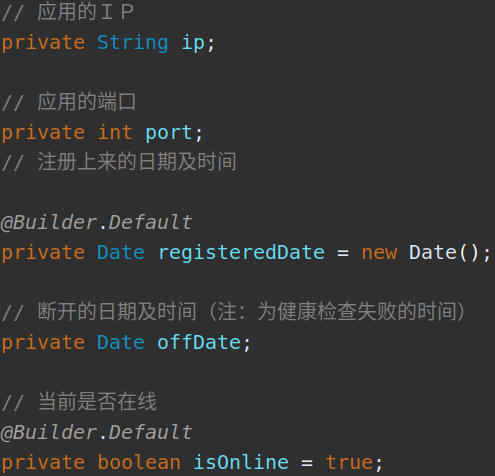 // 应用的ＩＰ
private String ip;
// 应用的端口
private int port;
// 注册上来的日期及时间
@Builder.Default
private Date registeredDate = new Date();
// 断开的日期及时间（注：为健康检查失败的时间）
private Date offDate;
// 当前是否在线
@Builder.Default
private boolean isOnline = true;